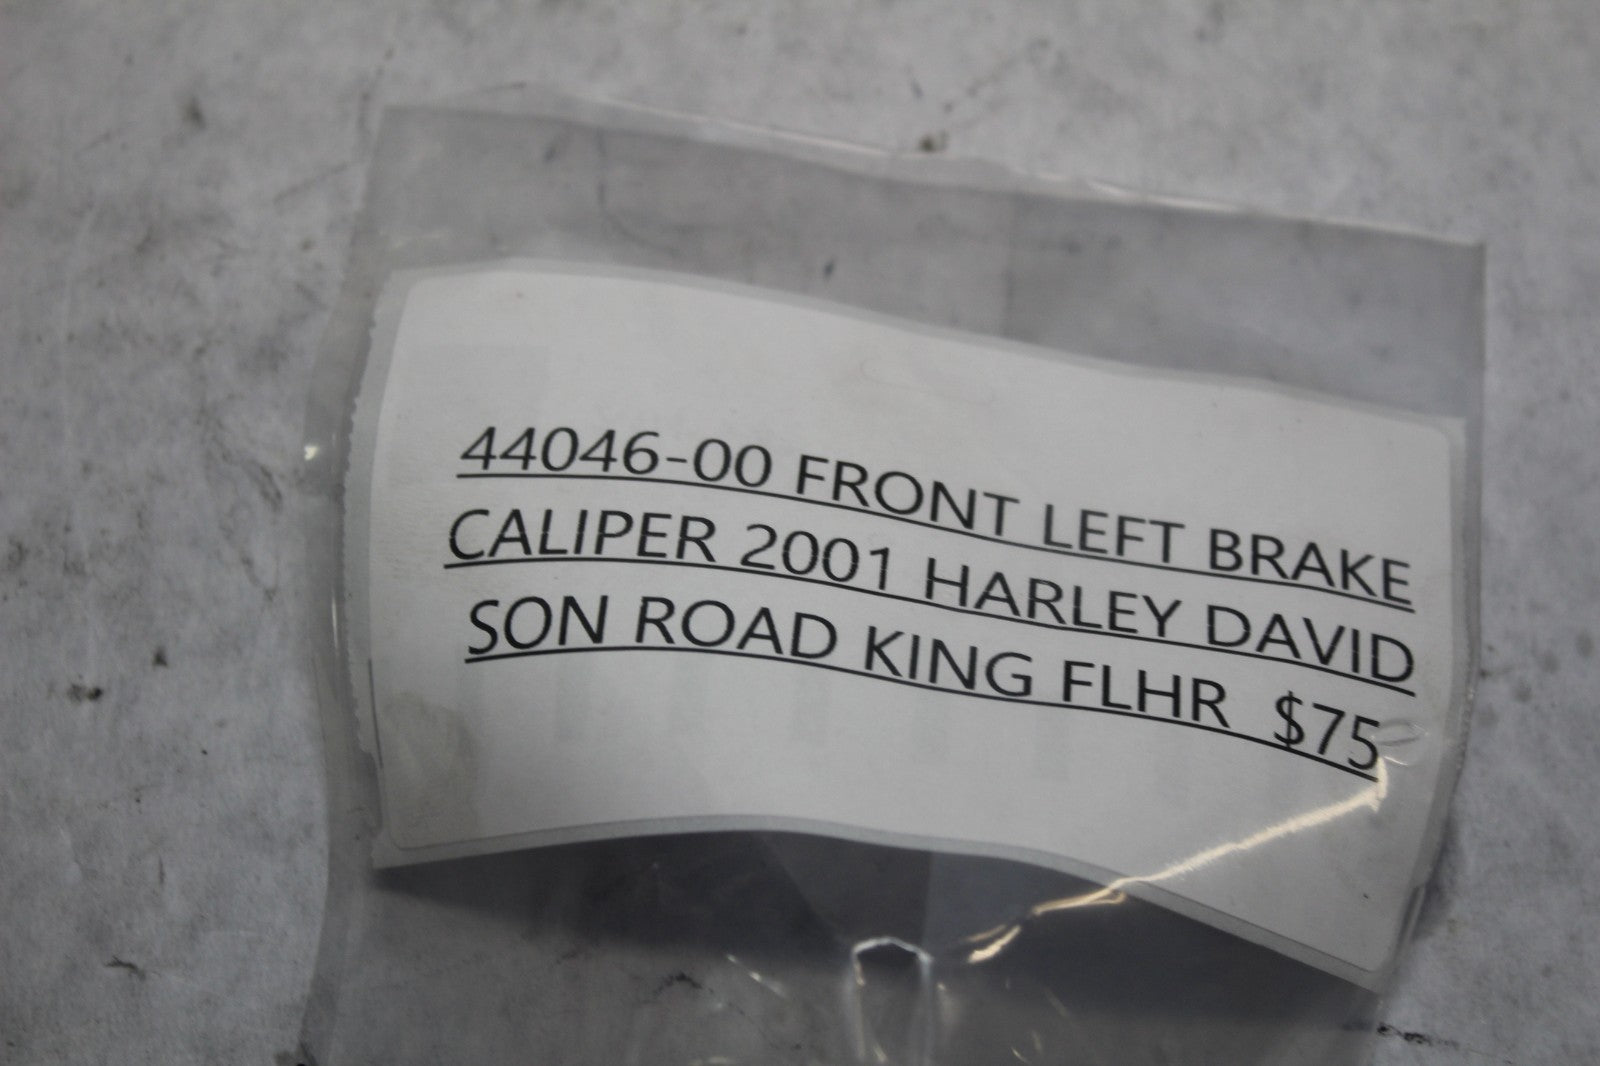 44046-00 FRONT LEFT BRAKE
CALIPER 2001 HARLEY DAVID
SON ROAD KING FLHR  $75